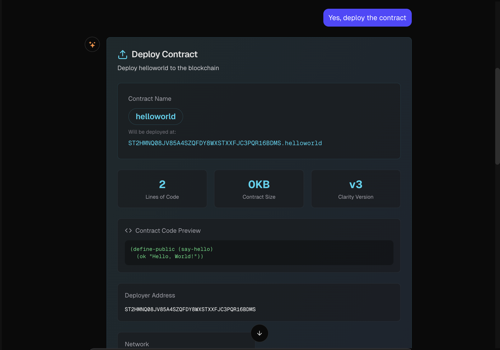 Yes, deploy the contract
Deploy Contract
Deploy helloworld to the blockchain
Contract Name
helloworld
Will be deployed at:
ST2HWNQ08JV85A4SZQFDY8WXSTXXFJC3PQR16BDMS.helloworld
2
Lines of Code
0KB
Contract Size
v3
Clarity Version
<> Contract Code Preview
(define-public (say-hello)
(ok "Hello, World!"))
Deployer Address
ST2HWNQ08JV85A4SZQFDY8WXSTXXFJC3PQR16BDMS
Network